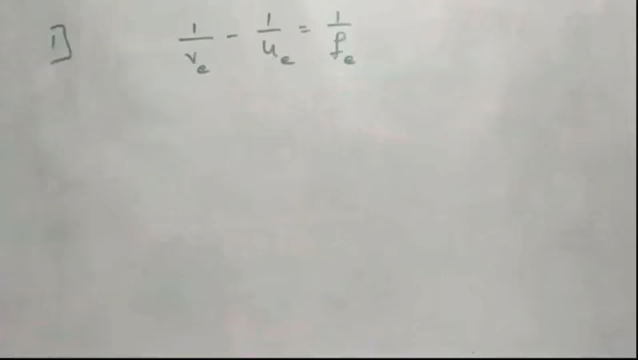 1] 1/v_e - 1/u_e = 1/f_e